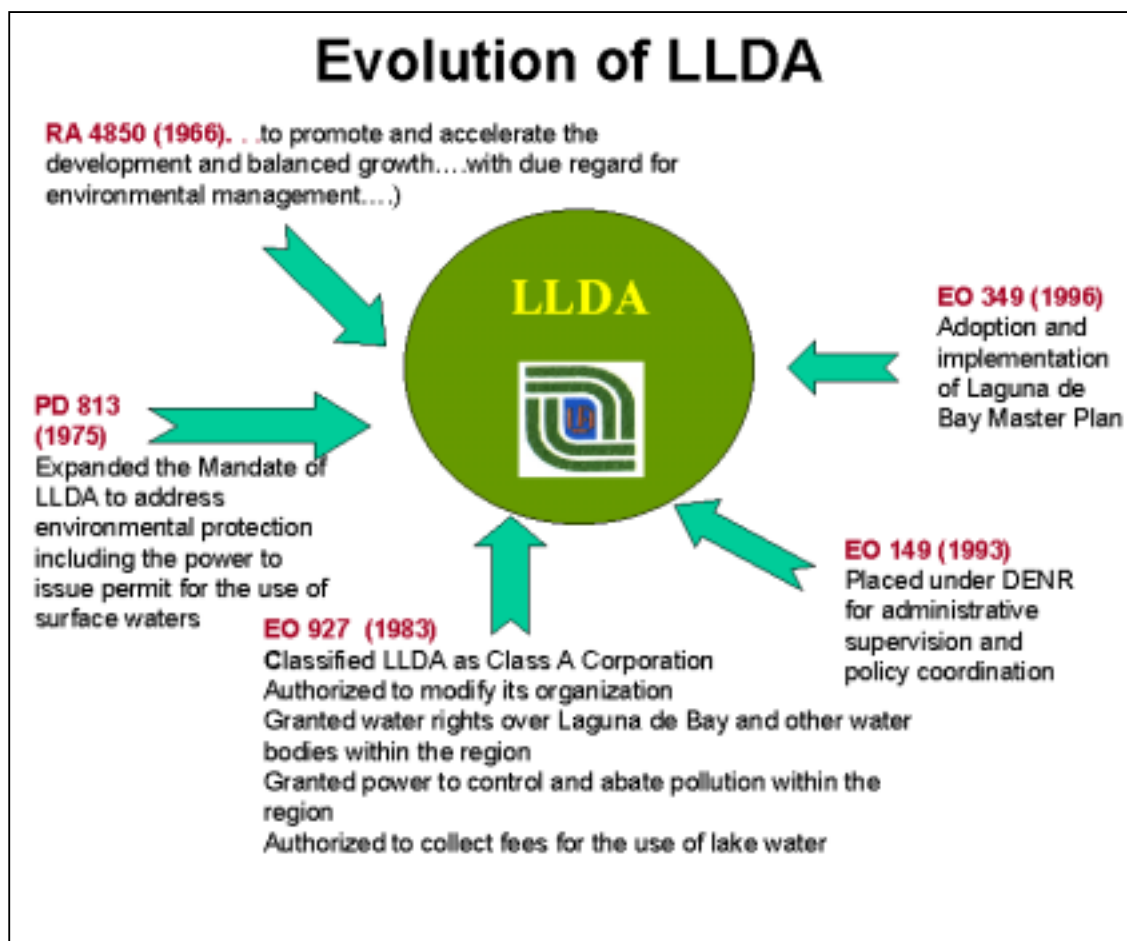 Evolution of LLDA
RA 4850 (1966). . .to promote and accelerate the
development and balanced growth….with due regard for
environmental management….)
LLDA
PD 813
(1975)
Expanded the Mandate of
LLDA to address
environmental protection
including the power to
issue permit for the use of
surface waters
EO 927 (1983)
Classified LLDA as Class A Corporation
Authorized to modify its organization
Granted water rights over Laguna de Bay and other water
bodies within the region
Granted power to control and abate pollution within the
region
Authorized to collect fees for the use of lake water
EO 149 (1993)
Placed under DENR
for administrative
supervision and
policy coordination
EO 349 (1996)
Adoption and
implementation
of Laguna de
Bay Master Plan